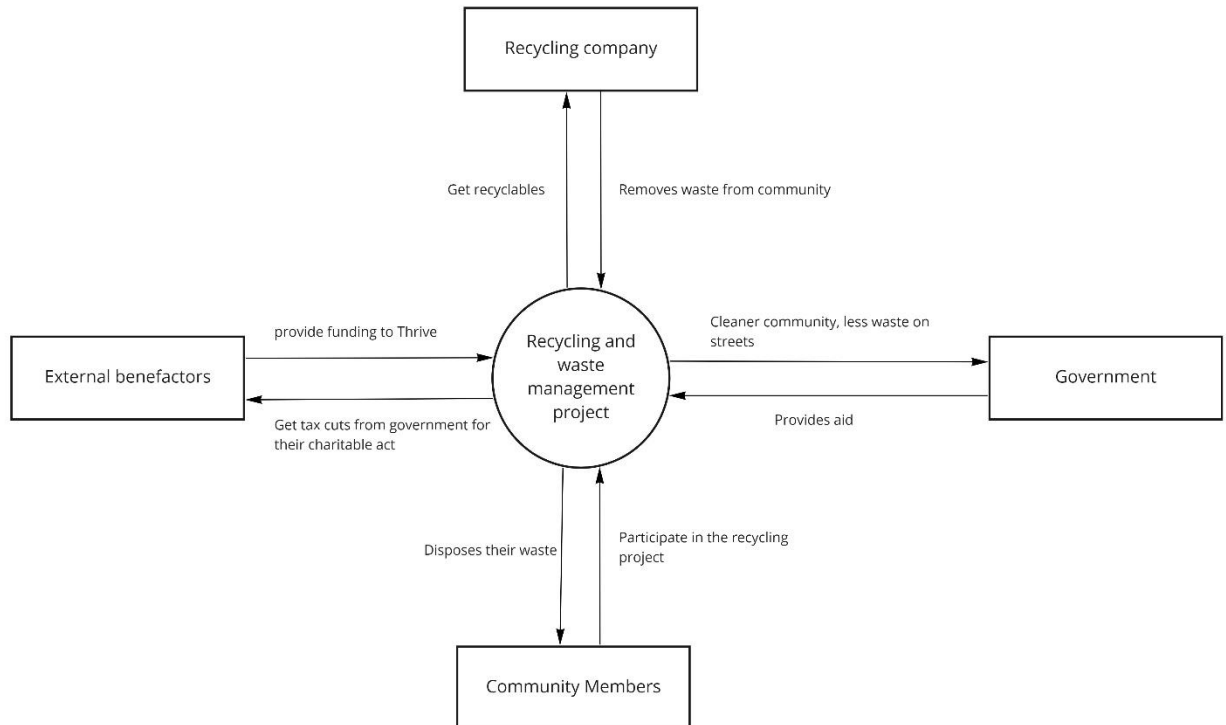 Recycling company
Get recyclables
Removes waste from community
provide funding to Thrive
Recycling and
waste
management
project
Cleaner community, less waste on
streets
External benefactors
Government
Get tax cuts from government for
their charitable act
Provides aid
Disposes their waste
Participate in the recycling
project
Community Members